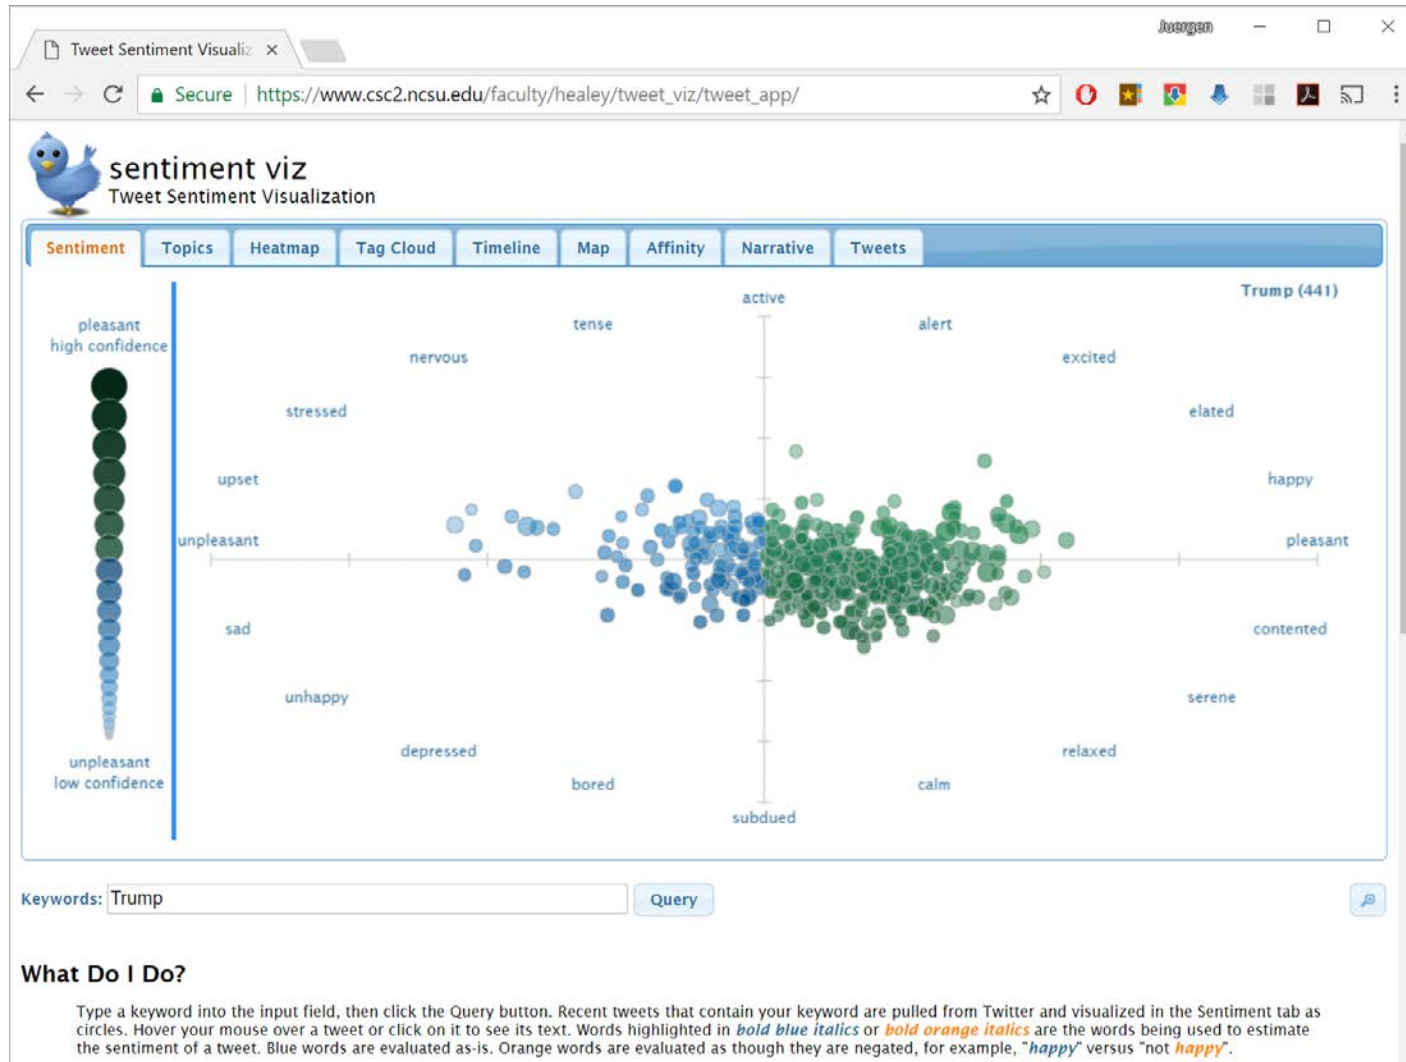 Juergen
Tweet Sentiment Visualiz
Secure | https://www.csc2.ncsu.edu/faculty/healey/tweet_viz/tweet_app/
sentiment viz
Tweet Sentiment Visualization
Sentiment Topics Heatmap Tag Cloud Timeline Map Affinity Narrative Tweets
Trump (441)
pleasant
high confidence
unpleasant
low confidence
active
tense
alert
nervous
excited
stressed
elated
upset
happy
unpleasant
pleasant
sad
contented
unhappy
serene
depressed
relaxed
bored
calm
subdued
Keywords: Trump Query
What Do I Do?
Type a keyword into the input field, then click the Query button. Recent tweets that contain your keyword are pulled from Twitter and visualized in the Sentiment tab as
circles. Hover your mouse over a tweet or click on it to see its text. Words highlighted in bold blue italics or bold orange italics are the words being used to estimate
the sentiment of a tweet. Blue words are evaluated as-is. Orange words are evaluated as though they are negated, for example, "happy" versus "not happy".